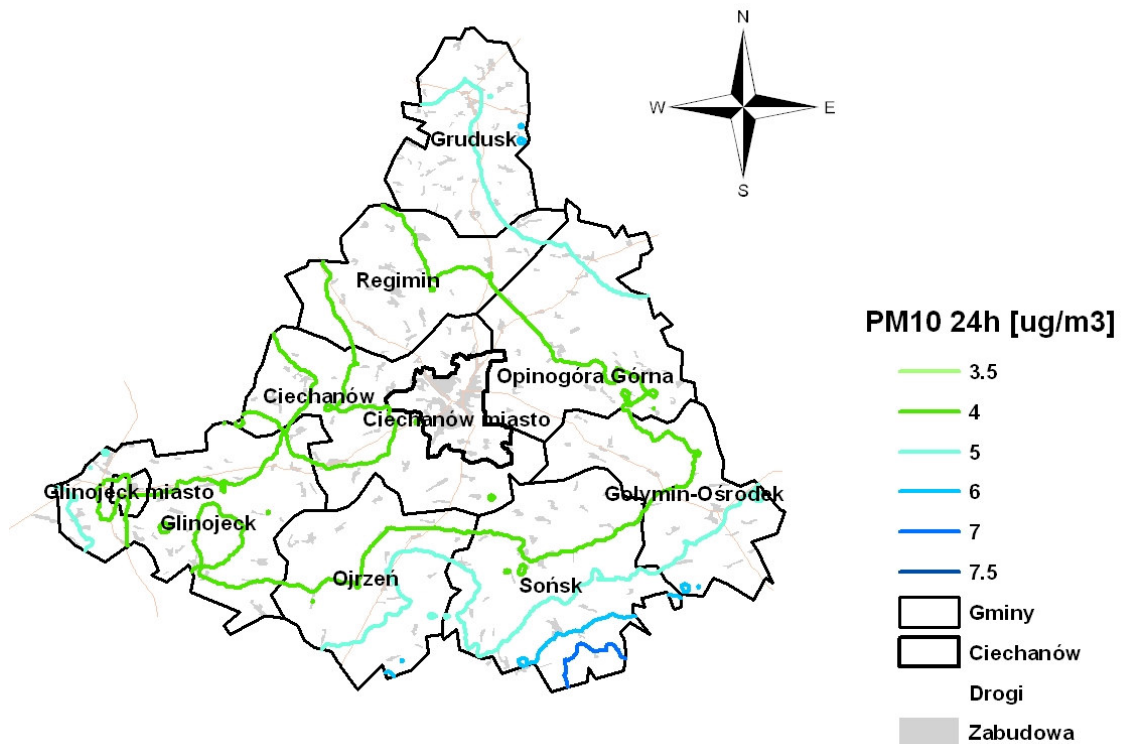 N
W
E
S
Grudusk
Regimin
Opinogóra Górna
Ciechanów
Ciechanów miasto
Glinojeck miasto
Gołymin-Ośrodek
Glinojeck
Ojrzeń
Sońsk
PM10 24h [ug/m3]
3.5
4
5
6
7
7.5
Gminy
Ciechanów
Drogi
Zabudowa